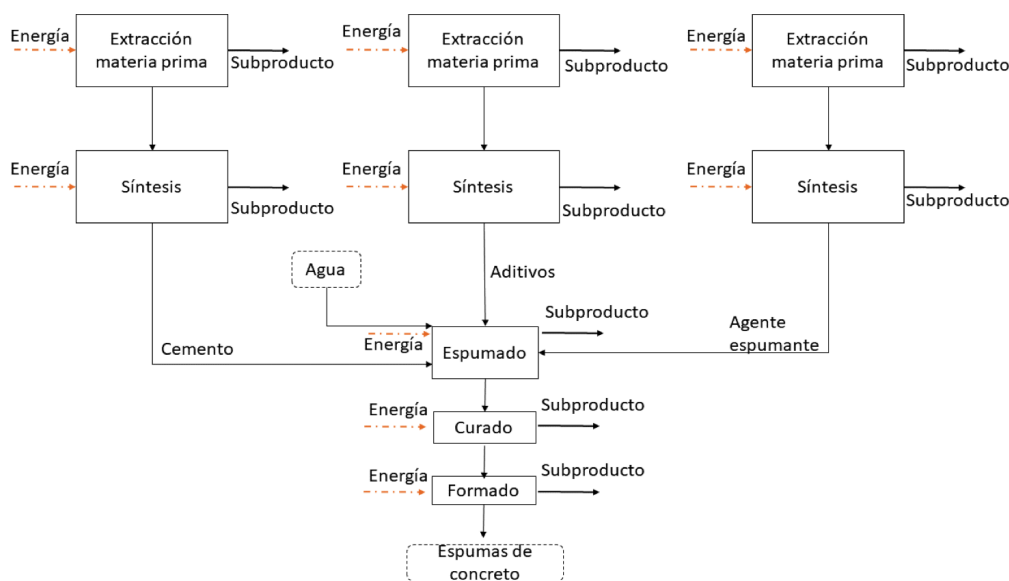 Energía
Extracción
materia prima
Subproducto
Energía
Extracción
materia prima
Subproducto
Energía
Extracción
materia prima
Subproducto
Energía
Síntesis
Subproducto
Energía
Síntesis
Subproducto
Energía
Síntesis
Subproducto
Agua
Aditivos
Subproducto
Energía
Espumado
Cemento
Agente
espumante
Energía
Curado
Subproducto
Energía
Formado
Subproducto
Espumas de
concreto